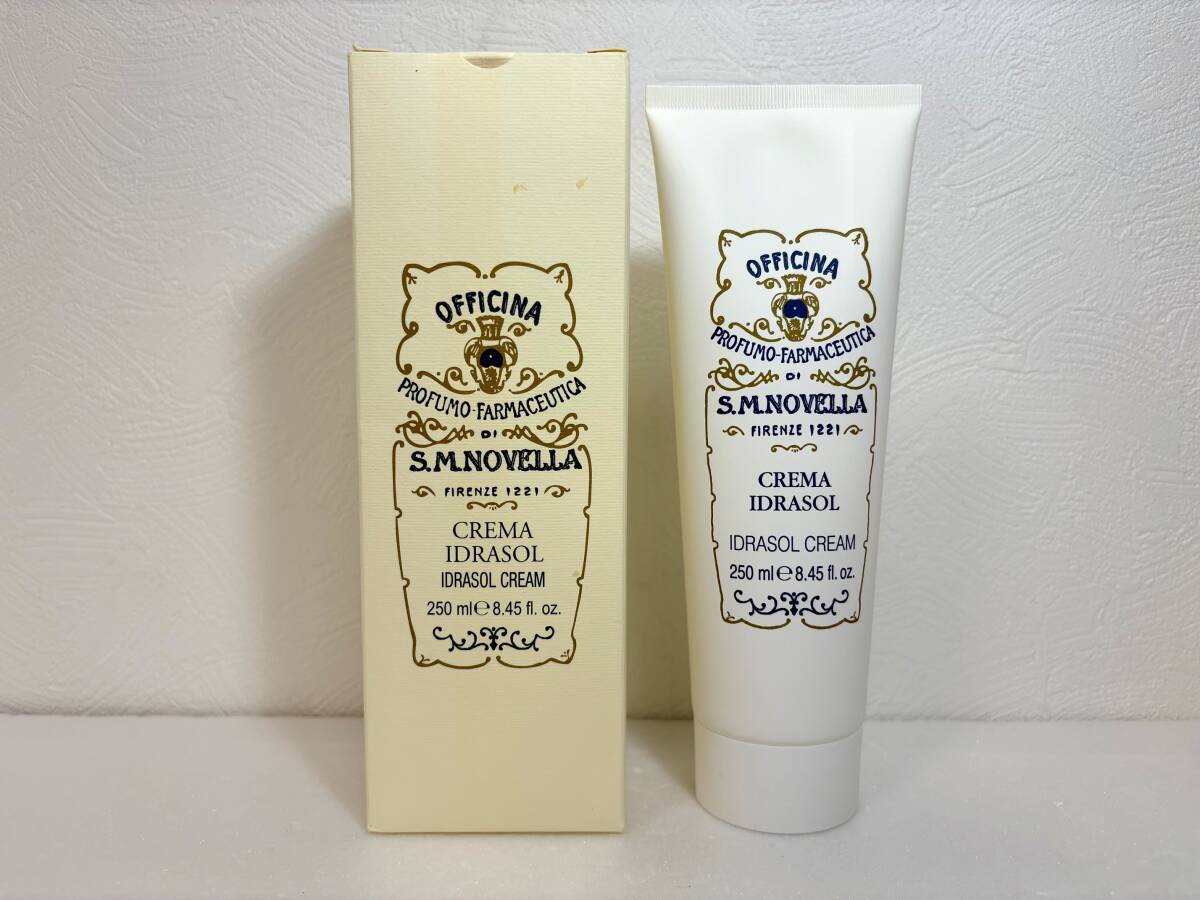 OFFICINA
PROFUMO-FARMACEUTICA
DI
S.M.NOVELLA
FIRENZE 1221
CREMA
IDRASOL
IDRASOL CREAM
250 ml℮8.45 fl. oz.
OFFICINA
PROFUMO-FARMACEUTICA
DI
S.M.NOVELLA
FIRENZE 1221
CREMA
IDRASOL
IDRASOL CREAM
250 ml℮8.45 fl. oz.